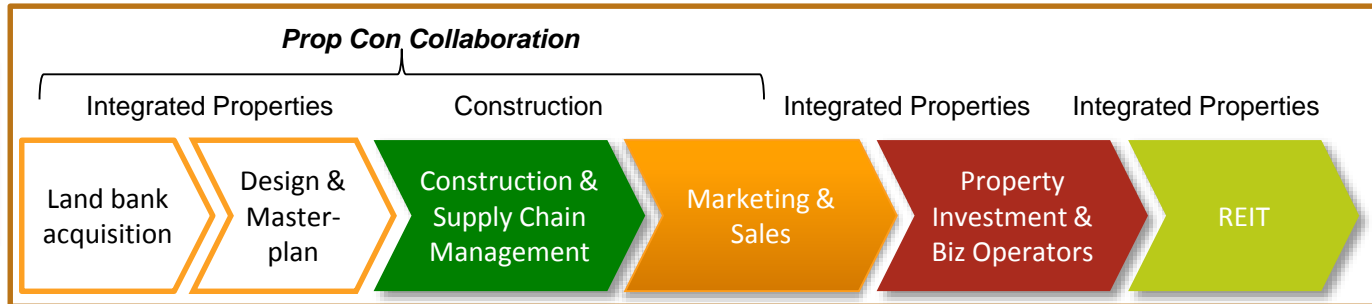 Prop Con Collaboration
Integrated Properties
Construction
Integrated Properties
Integrated Properties
Land bank
acquisition
Design &
Master-
plan
Construction &
Supply Chain
Management
Marketing &
Sales
Property
Investment &
Biz Operators
REIT